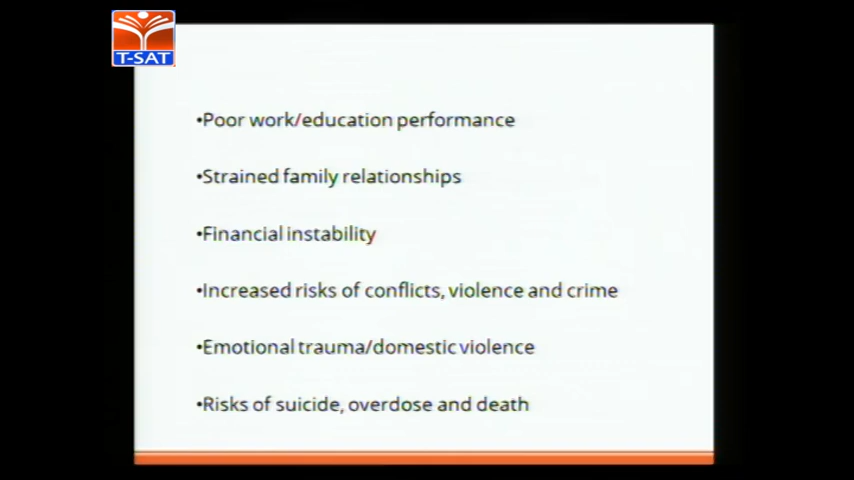 T-SAT
•Poor work/education performance
•Strained family relationships
•Financial instability
•Increased risks of conflicts, violence and crime
•Emotional trauma/domestic violence
•Risks of suicide, overdose and death